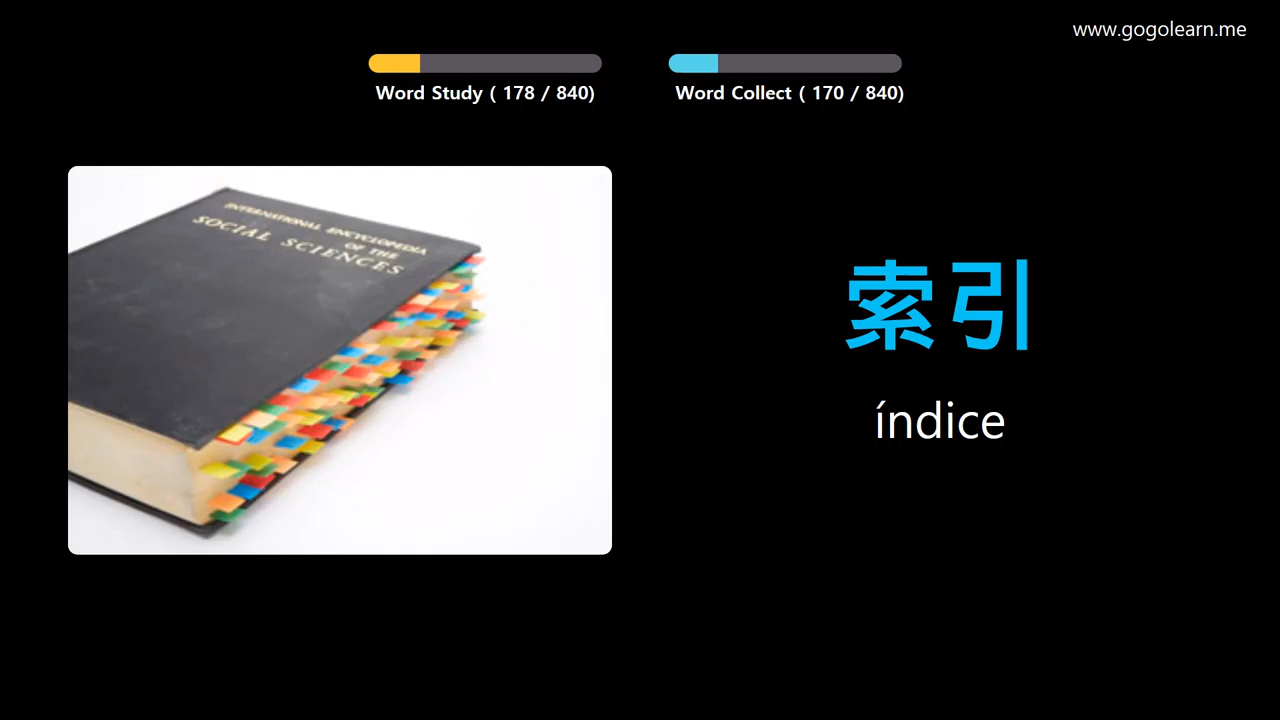 www.gogolearn.me
Word Study ( 178 / 840)
Word Collect ( 170 / 840)
INTERNATIONAL ENCYCLOPEDIA
OF THE
SOCIAL SCIENCES
索引
índice